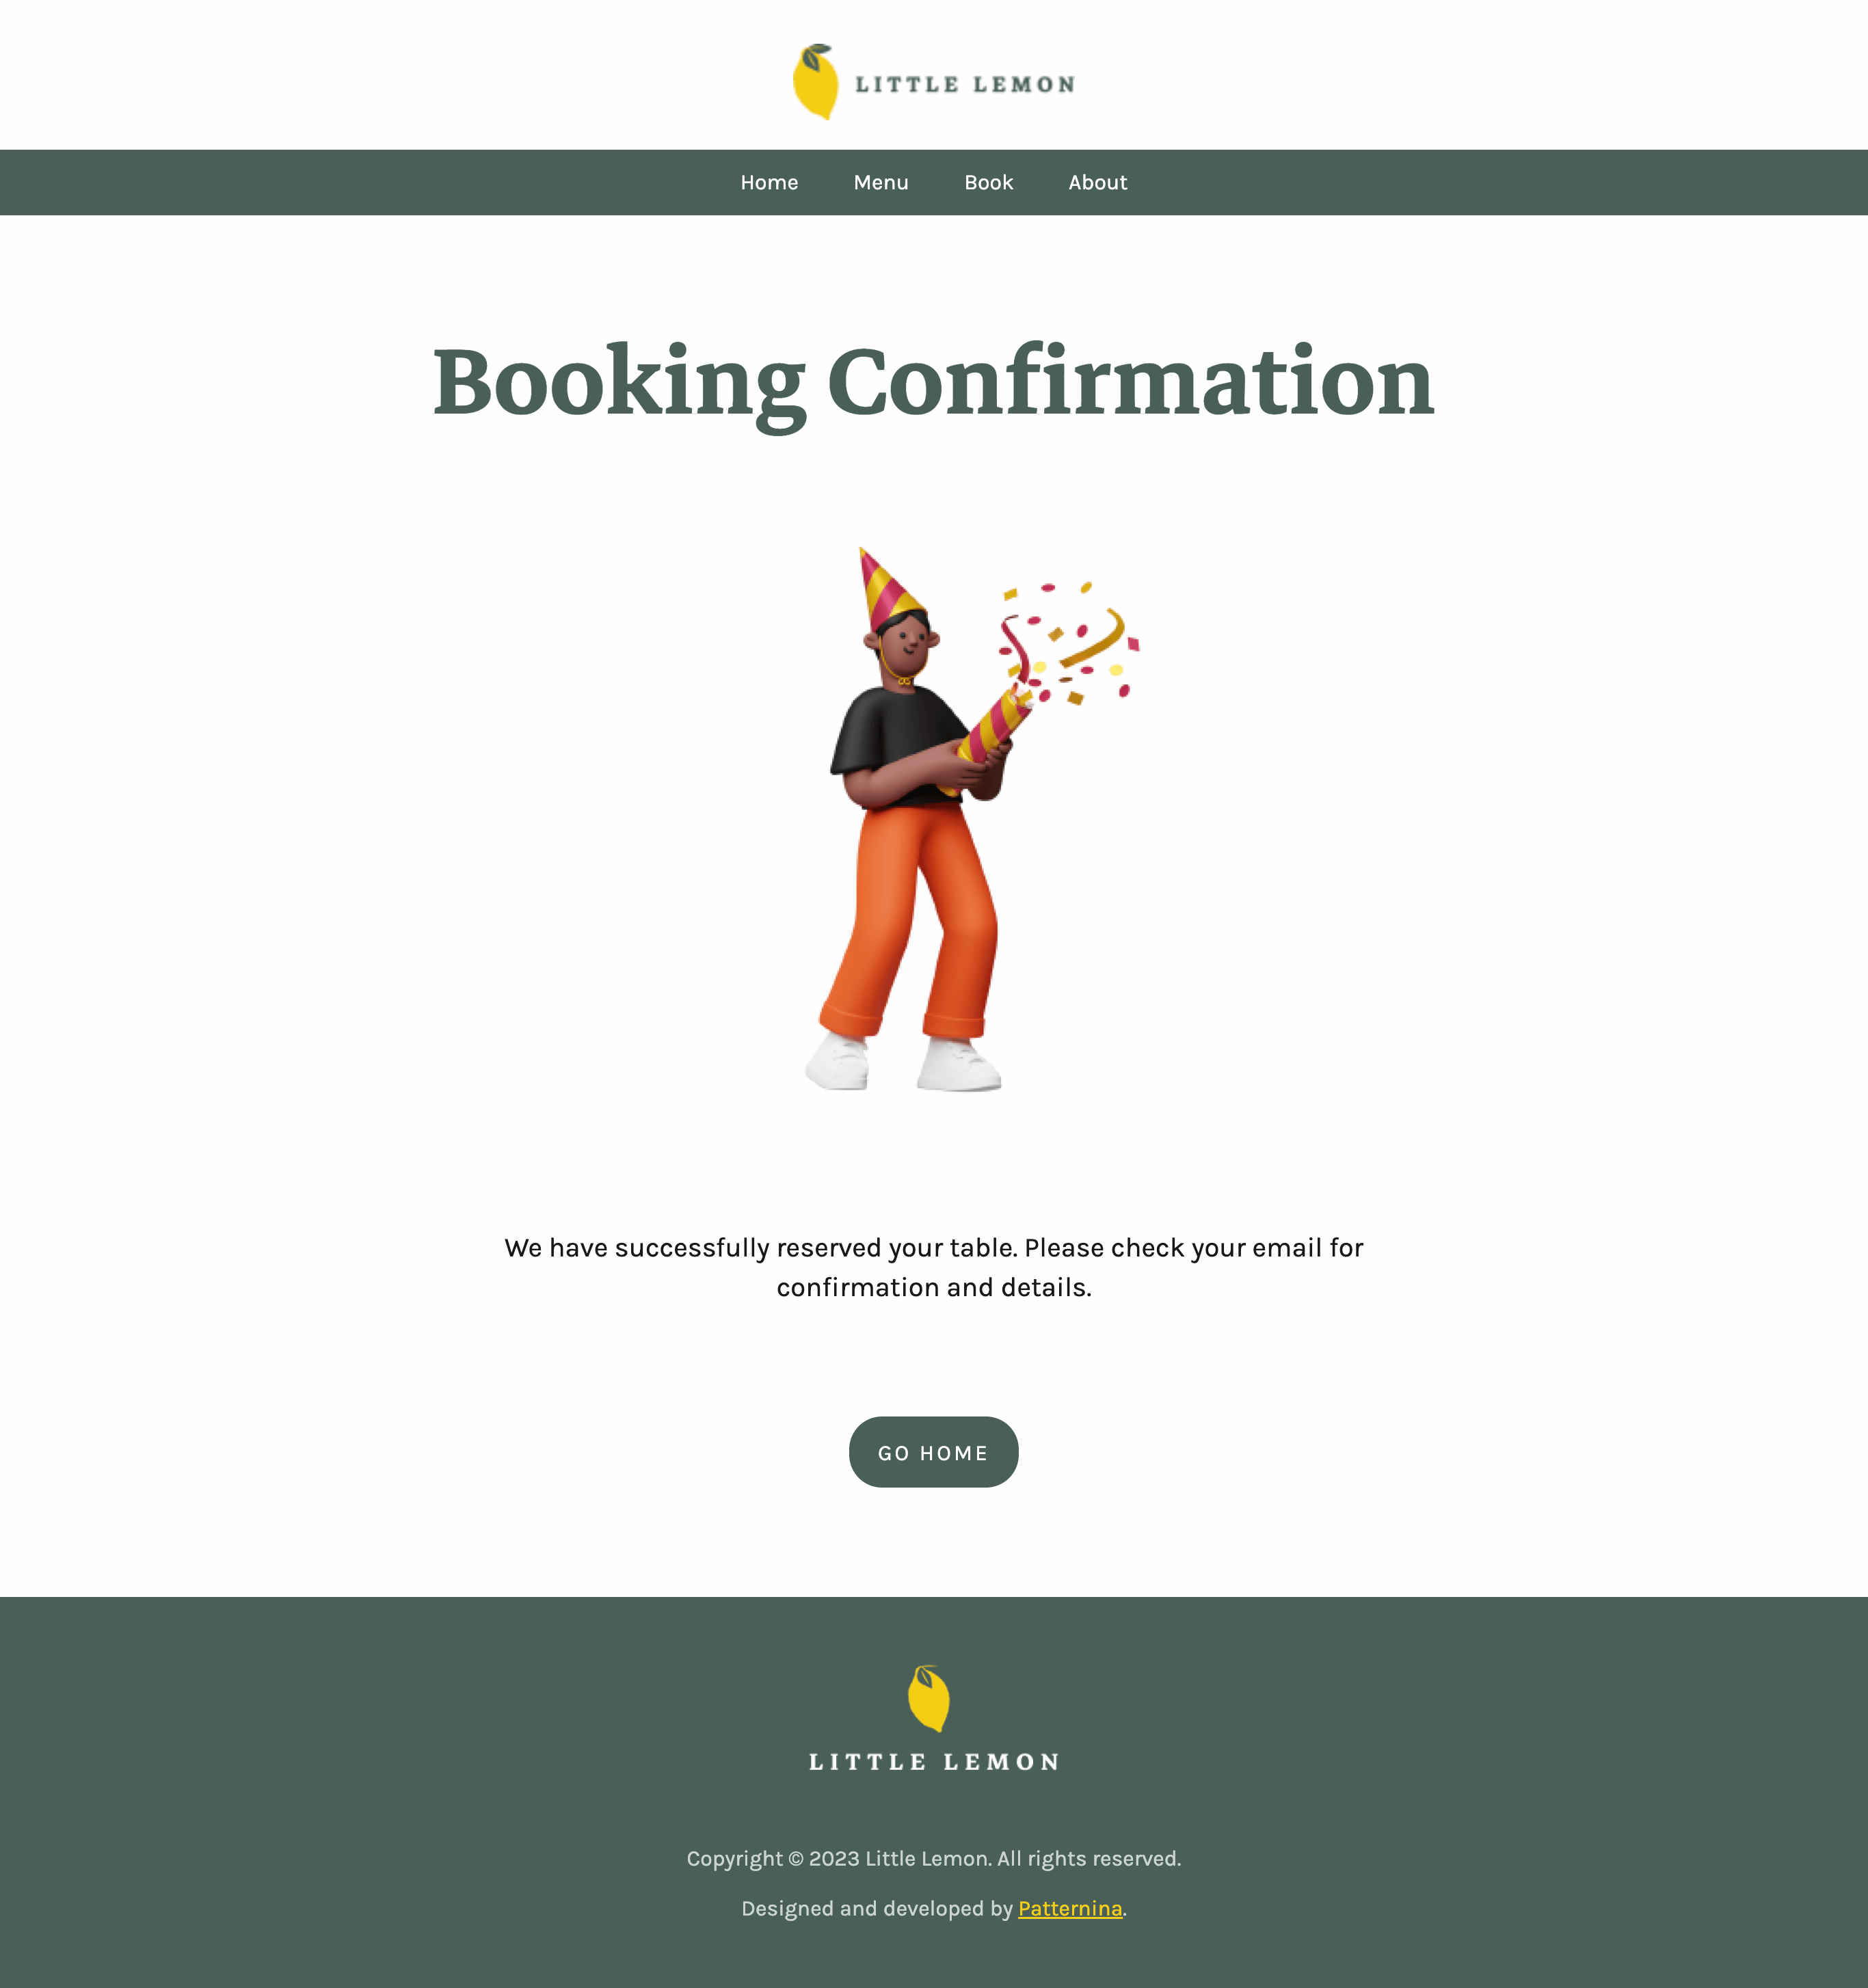 LITTLE LEMON
Home Menu Book About
Booking Confirmation
We have successfully reserved your table. Please check your email for
confirmation and details.
GO HOME
LITTLE LEMON
Copyright © 2023 Little Lemon. All rights reserved.
Designed and developed by Patternina.